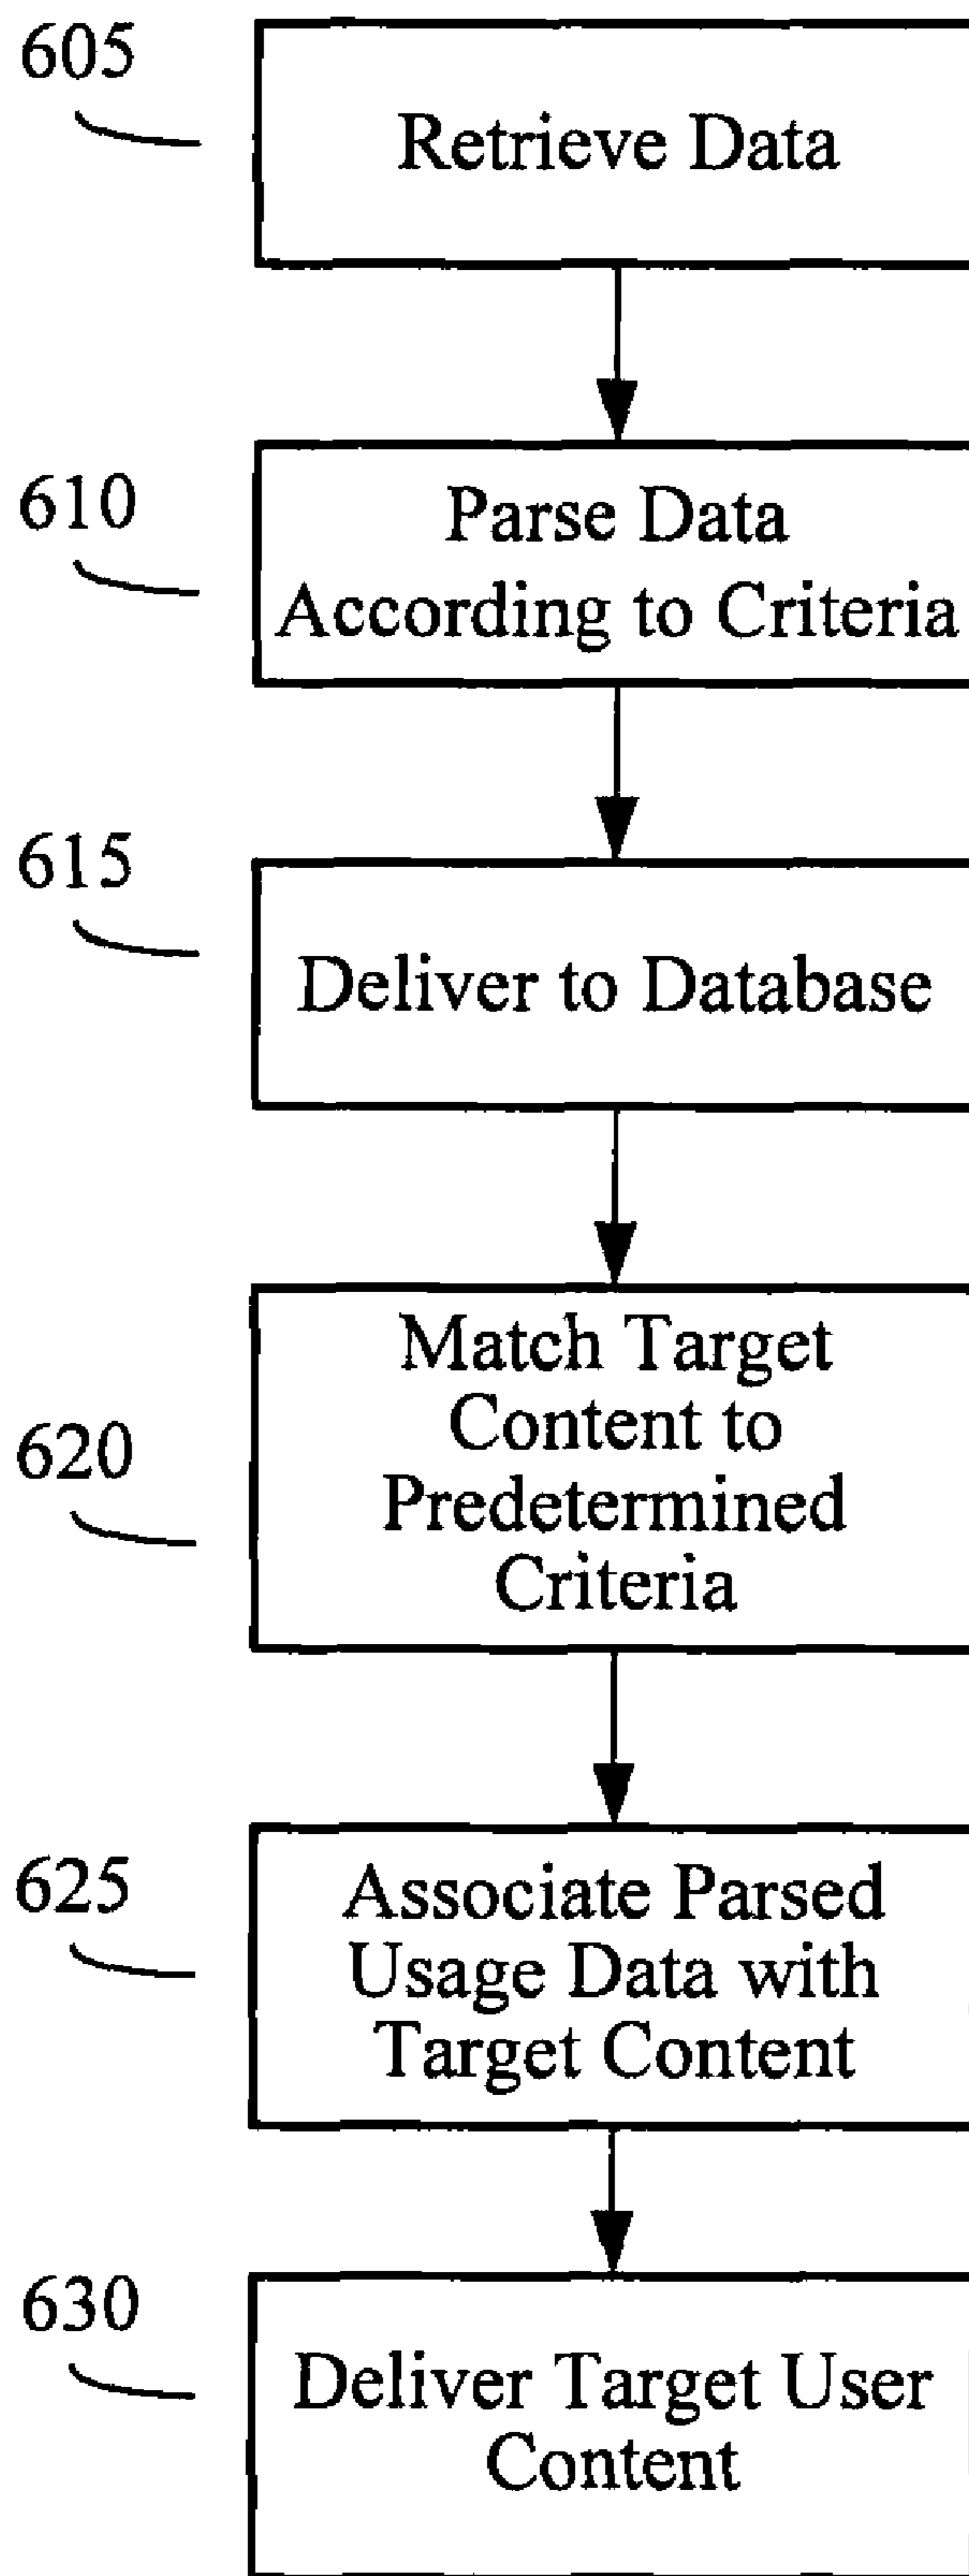 605
Retrieve Data
610
Parse Data
According to Criteria
615
Deliver to Database
620
Match Target
Content to
Predetermined
Criteria
625
Associate Parsed
Usage Data with
Target Content
630
Deliver Target User
Content